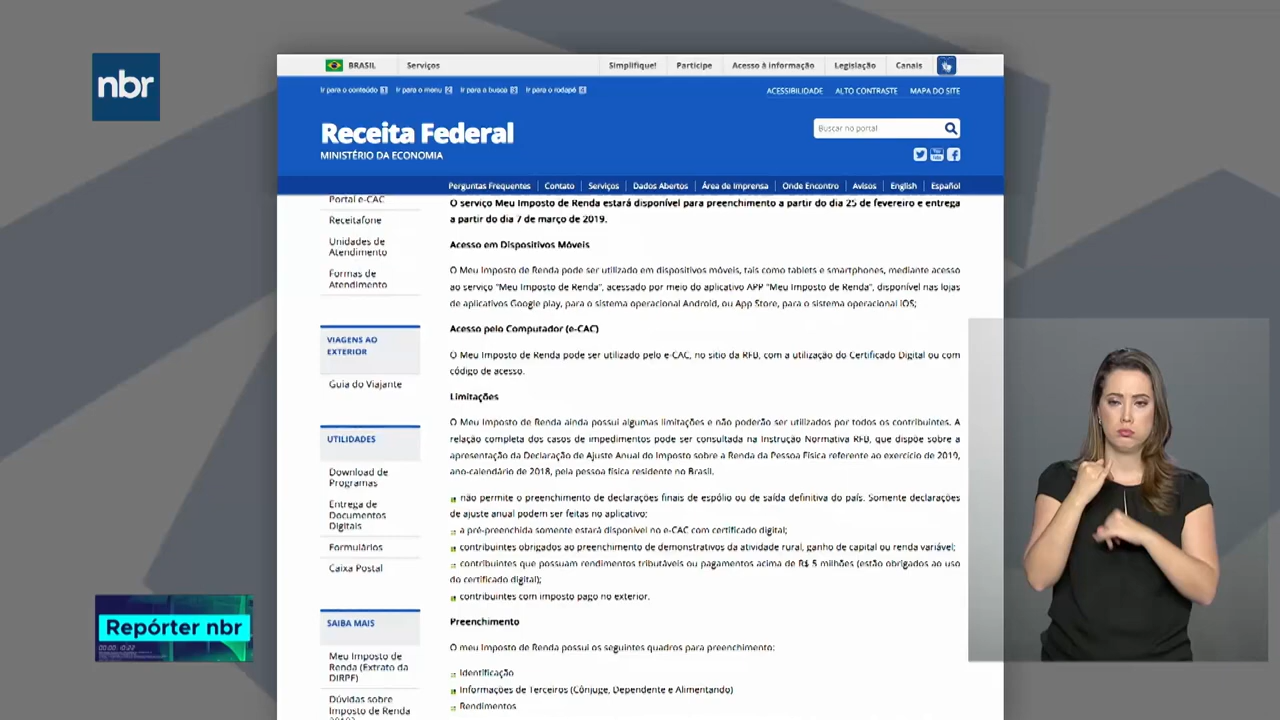 nbr
BRASIL Serviços Simplifique! Participe Acesso à informação Legislação Canais
Ir para o conteúdo 1 Ir para o menu 2 Ir para a busca 3 Ir para o rodapé 4 ACESSIBILIDADE ALTO CONTRASTE MAPA DO SITE
Receita Federal
MINISTÉRIO DA ECONOMIA
Buscar no portal
Perguntas Frequentes Contato Serviços Dados Abertos Área de Imprensa Onde Encontro Avisos English Español
Portal e-CAC
Receitafone
Unidades de
Atendimento
Formas de
Atendimento
VIAGENS AO
EXTERIOR
Guia do Viajante
UTILIDADES
Download de
Programas
Entrega de
Documentos
Digitais
Formulários
Caixa Postal
SAIBA MAIS
Meu Imposto de
Renda (Extrato da
DIRPF)
Dúvidas sobre
Imposto de Renda
O serviço Meu Imposto de Renda estará disponível para preenchimento a partir do dia 25 de fevereiro e entrega
a partir do dia 7 de março de 2019.
Acesso em Dispositivos Móveis
O Meu Imposto de Renda pode ser utilizado em dispositivos móveis, tais como tablets e smartphones, mediante acesso
ao serviço "Meu Imposto de Renda", acessado por meio do aplicativo APP "Meu Imposto de Renda", disponível nas lojas
de aplicativos Google play, para o sistema operacional Android, ou App Store, para o sistema operacional iOS;
Acesso pelo Computador (e-CAC)
O Meu Imposto de Renda pode ser utilizado pelo e-CAC, no sítio da RFB, com a utilização do Certificado Digital ou com
código de acesso.
Limitações
O Meu Imposto de Renda ainda possui algumas limitações e não poderão ser utilizados por todos os contribuintes. A
relação completa dos casos de impedimentos pode ser consultada na Instrução Normativa RFB, que dispõe sobre a
apresentação da Declaração de Ajuste Anual do Imposto sobre a Renda da Pessoa Física referente ao exercício de 2019,
ano-calendário de 2018, pela pessoa física residente no Brasil.
não permite o preenchimento de declarações finais de espólio ou de saída definitiva do país. Somente declarações
de ajuste anual podem ser feitas no aplicativo;
a pré-preenchida somente estará disponível no e-CAC com certificado digital;
contribuintes obrigados ao preenchimento de demonstrativos da atividade rural, ganho de capital ou renda variável;
contribuintes que possuam rendimentos tributáveis ou pagamentos acima de R$ 5 milhões (estão obrigados ao uso
do certificado digital);
contribuintes com imposto pago no exterior.
Preenchimento
O meu Imposto de Renda possui os seguintes quadros para preenchimento:
Identificação
Informações de Terceiros (Cônjuge, Dependente e Alimentando)
Rendimentos
Repórter nbr